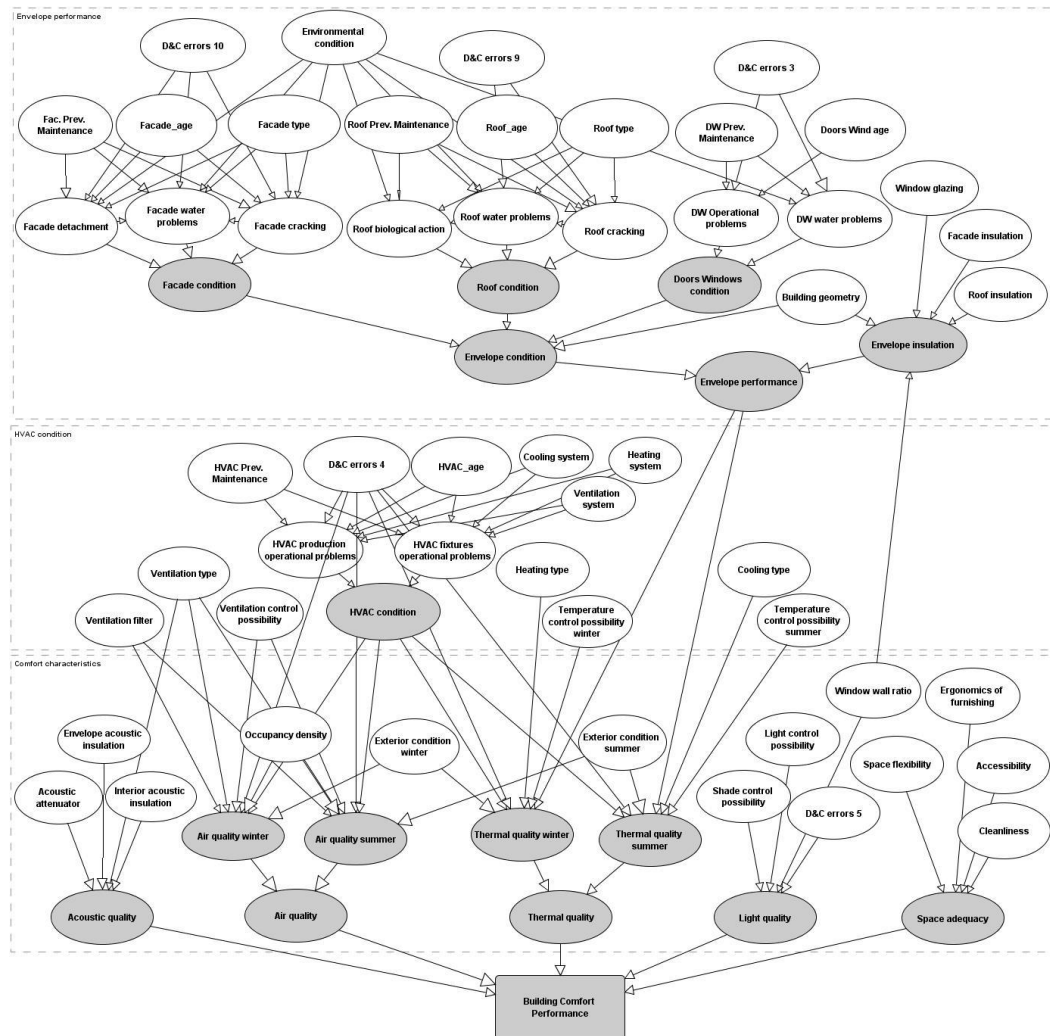 Envelope performance
D&C errors 10
Environmental
condition
D&C errors 9
D&C errors 3
Fac. Prev.
Maintenance
Facade_age
Facade type
Roof Prev. Maintenance
Roof_age
Roof type
DW Prev.
Maintenance
Doors Wind age
Window glazing
Facade detachment
Facade water
problems
Facade cracking
Roof biological action
Roof water problems
Roof cracking
DW Operational
problems
DW water problems
Facade insulation
Facade condition
Roof condition
Doors Windows
condition
Building geometry
Roof insulation
Envelope condition
Envelope insulation
Envelope performance
HVAC condition
HVAC Prev.
Maintenance
D&C errors 4
HVAC_age
Cooling system
Heating
system
Ventilation
system
HVAC production
operational problems
HVAC fixtures
operational problems
Ventilation type
Heating type
Cooling type
Ventilation filter
Ventilation control
possibility
HVAC condition
Temperature
control possibility
winter
Temperature
control possibility
summer
Comfort characteristics
Window wall ratio
Ergonomics of
furnishing
Envelope acoustic
insulation
Occupancy density
Exterior condition
winter
Exterior condition
summer
Light control
possibility
Space flexibility
Accessibility
Acoustic
attenuator
Interior acoustic
insulation
Shade control
possibility
D&C errors 5
Cleanliness
Air quality winter
Air quality summer
Thermal quality winter
Thermal quality
summer
Acoustic quality
Air quality
Thermal quality
Light quality
Space adequacy
Building Comfort
Performance